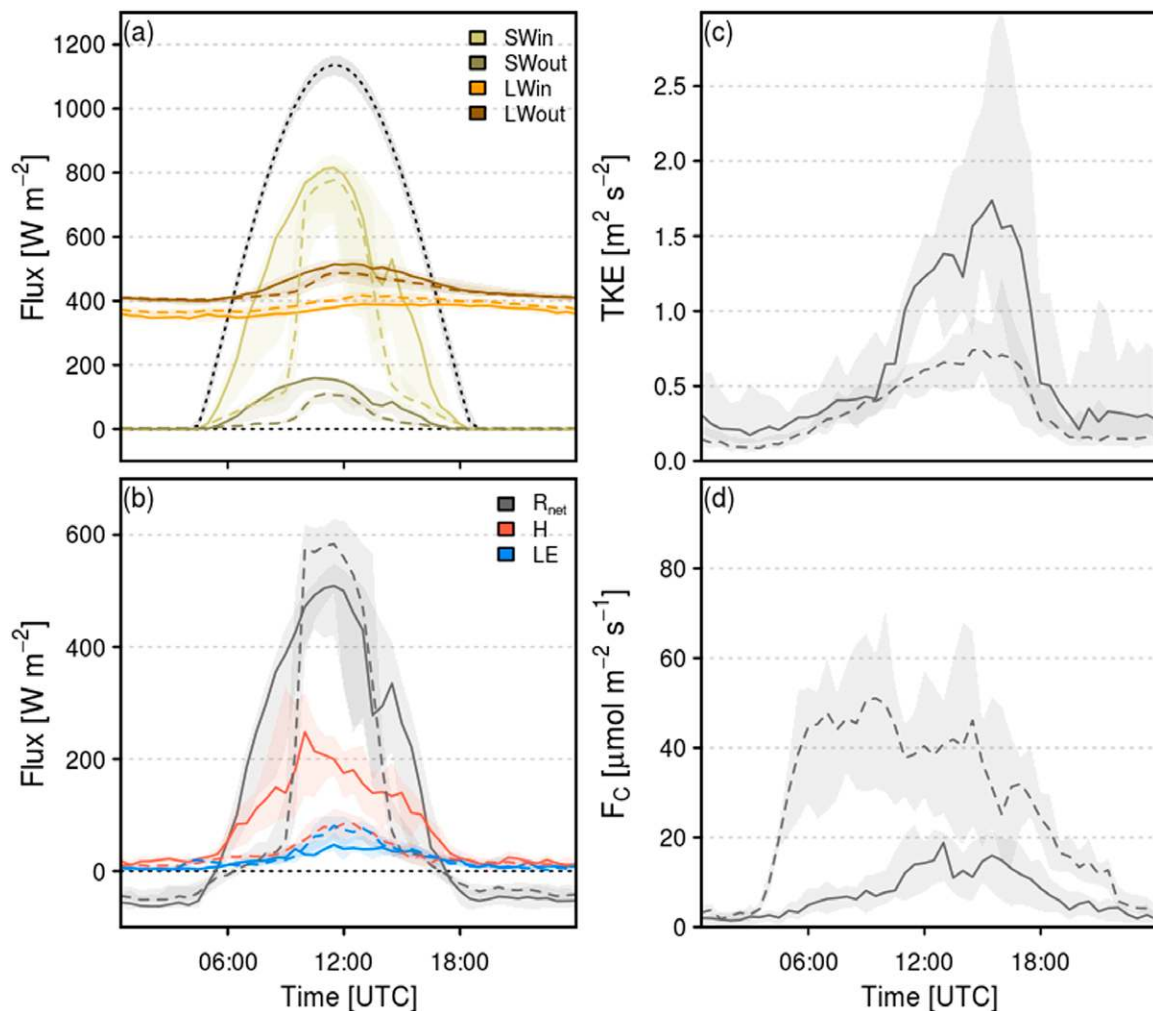 (a)
SWin
SWout
LWin
LWout
1200
1000
800
600
400
200
0
Flux [W m⁻²]
(c)
2.5
2.0
1.5
1.0
0.5
0.0
TKE [m² s⁻²]
(b)
Rnet
H
LE
600
400
200
0
Flux [W m⁻²]
06:00 12:00 18:00
Time [UTC]
(d)
80
60
40
20
0
FC [μmol m⁻² s⁻¹]
06:00 12:00 18:00
Time [UTC]